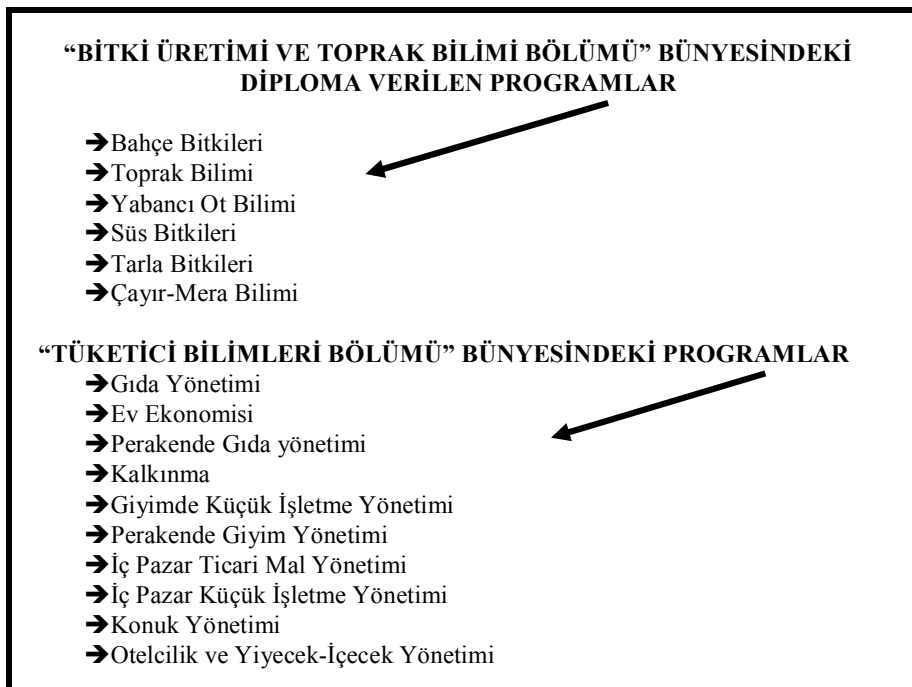 “BİTKİ ÜRETİMİ VE TOPRAK BİLİMİ BÖLÜMÜ” BÜNYESİNDEKİ
DİPLOMA VERİLEN PROGRAMLAR
➔Bahçe Bitkileri
➔Toprak Bilimi
➔Yabancı Ot Bilimi
➔Süs Bitkileri
➔Tarla Bitkileri
➔Çayır-Mera Bilimi
“TÜKETİCİ BİLİMLERİ BÖLÜMÜ” BÜNYESİNDEKİ PROGRAMLAR
➔Gıda Yönetimi
➔Ev Ekonomisi
➔Perakende Gıda yönetimi
➔Kalkınma
➔Giyimde Küçük İşletme Yönetimi
➔Perakende Giyim Yönetimi
➔İç Pazar Ticari Mal Yönetimi
➔İç Pazar Küçük İşletme Yönetimi
➔Konuk Yönetimi
➔Otelcilik ve Yiyecek-İçecek Yönetimi